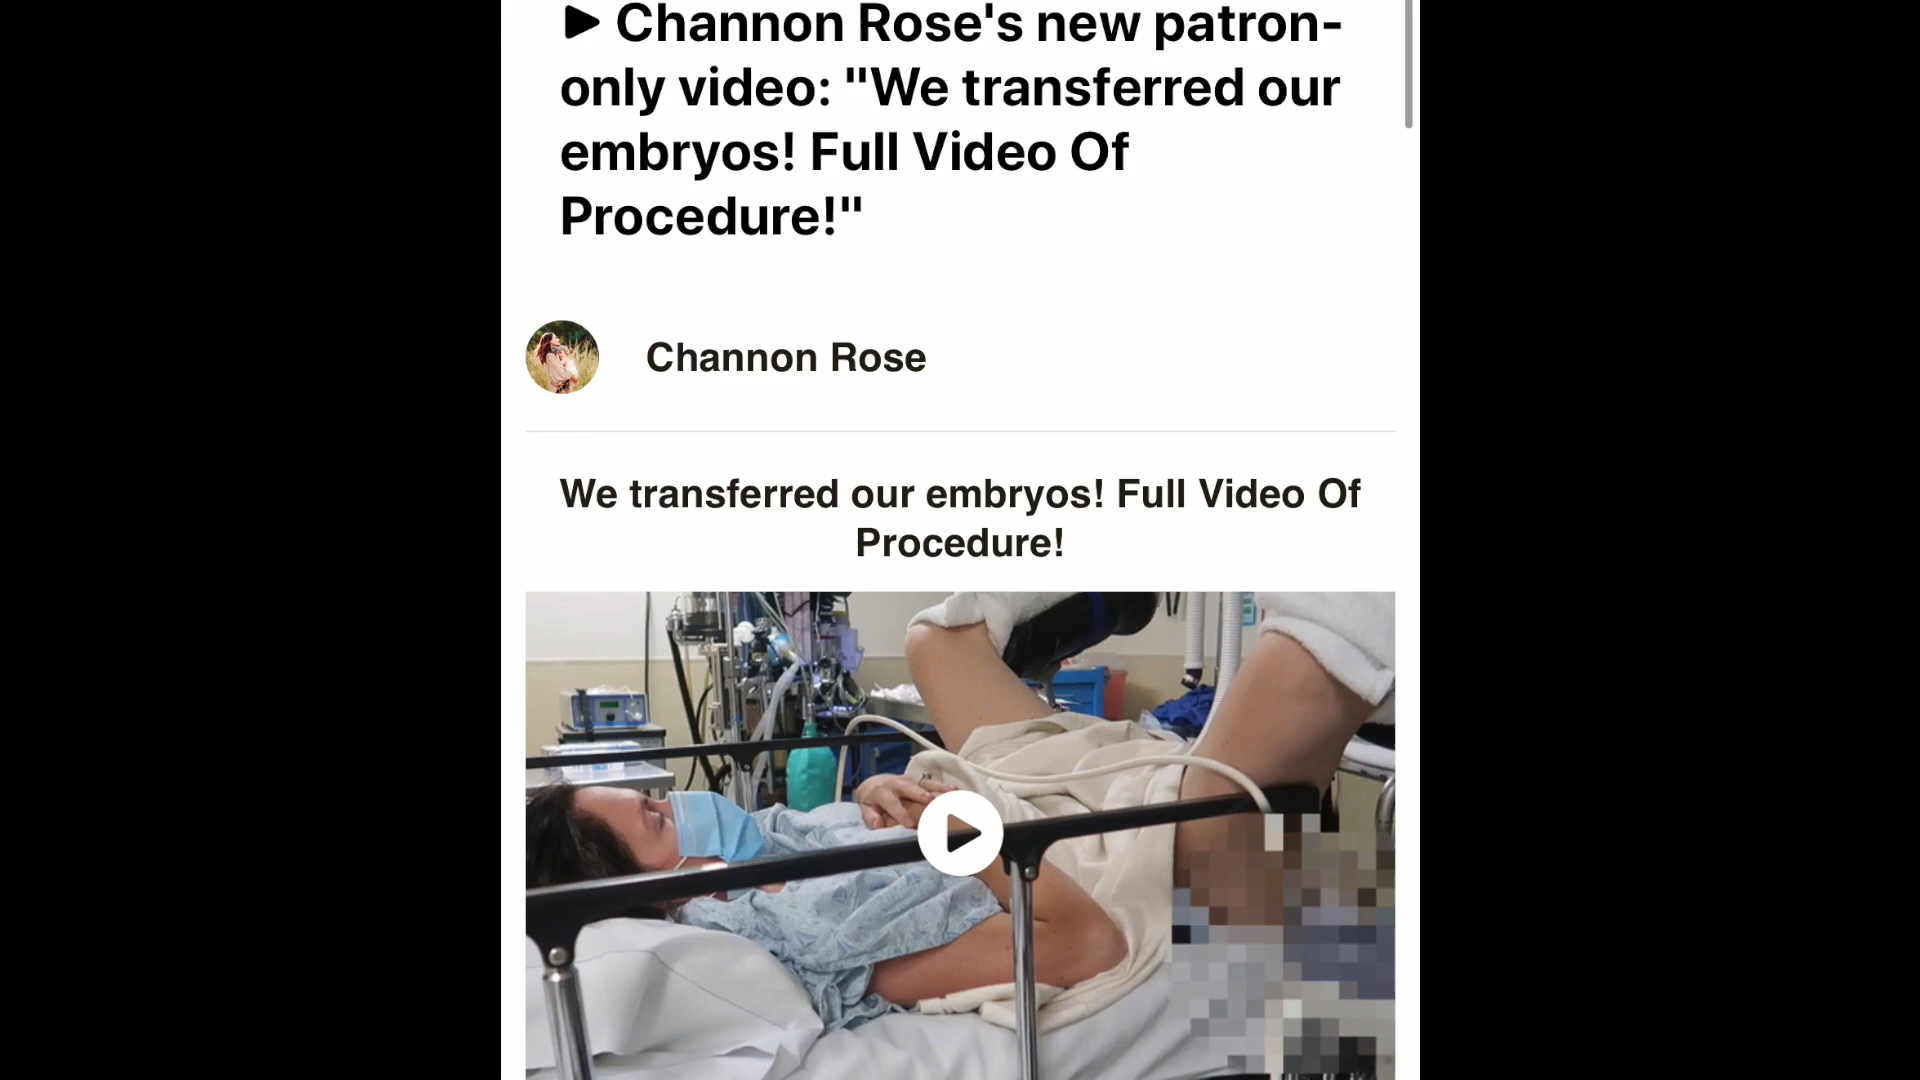 ▶ Channon Rose's new patron-
only video: "We transferred our
embryos! Full Video Of
Procedure!"
Channon Rose
We transferred our embryos! Full Video Of
Procedure!